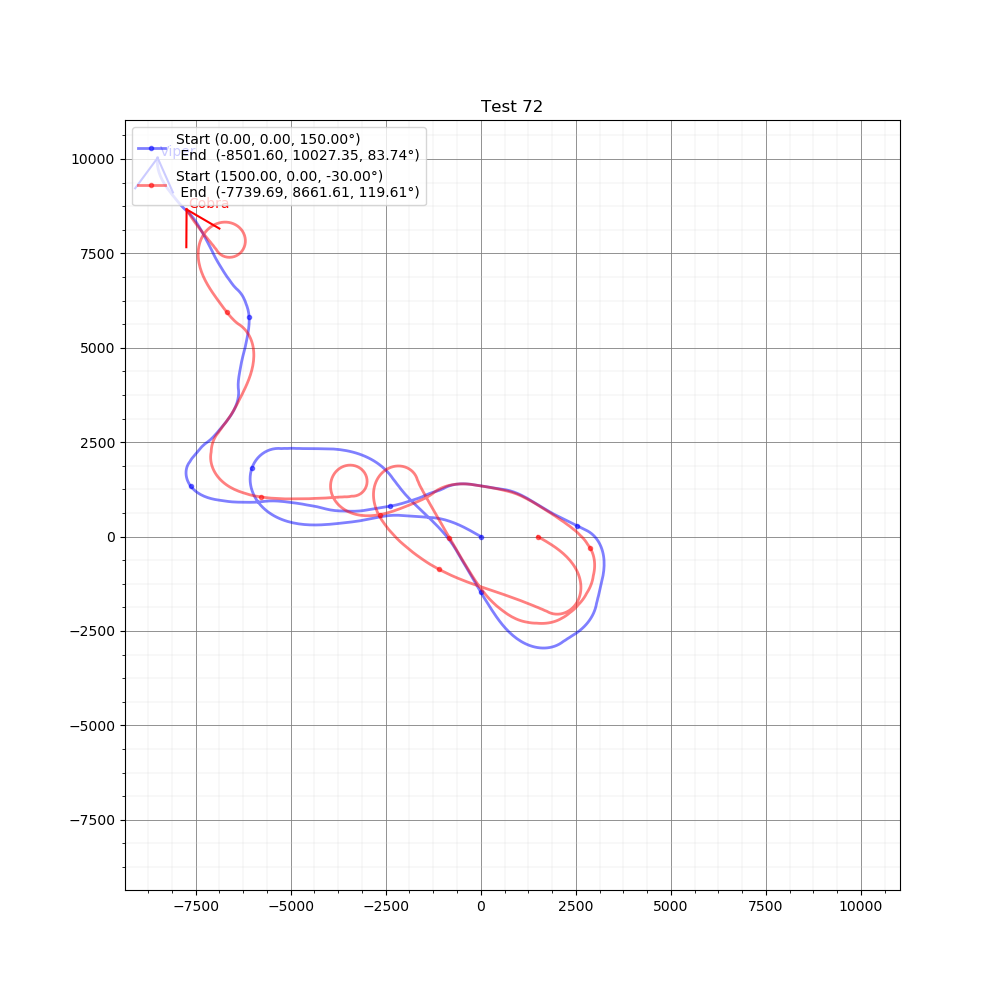 Test 72
Start (0.00, 0.00, 150.00°)
End (-8501.60, 10027.35, 83.74°)
Start (1500.00, 0.00, -30.00°)
End (-7739.69, 8661.61, 119.61°)
Viper
Cobra
10000
7500
5000
2500
0
−2500
−5000
−7500
−7500 −5000 −2500 0 2500 5000 7500 10000